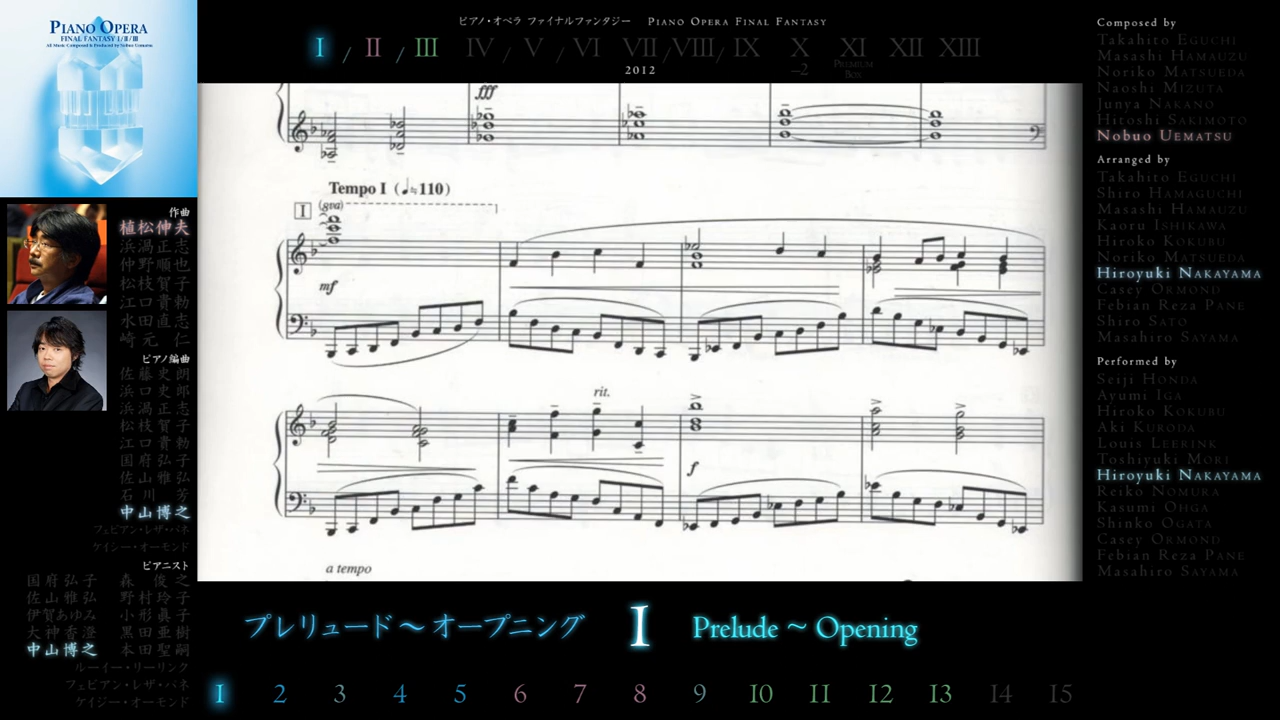 PIANO OPERA
FINAL FANTASY I/II/III
All Music Composed & Produced by Nobuo Uematsu
ピアノ・オペラ ファイナルファンタジー PIANO OPERA FINAL FANTASY
I / II / III IV / V / VI VII / VIII / IX X XI XII XIII
–2 PREMIUM
BOX
2012
作曲
植松伸夫
浜渦正志
仲野順也
松枝賀子
江口貴勅
水田直志
崎元 仁
ピアノ編曲
佐藤史朗
浜口史郎
浜渦正志
松枝賀子
江口貴勅
国府弘子
佐山雅弘
石川 芳
中山博之
フェビアン・レザ・パネ
ケイシー・オーモンド
ピアニスト
国府弘子 森 俊之
佐山雅弘 野村玲子
伊賀あゆみ 小形眞子
大神香澄 黒田亜樹
中山博之 本田聖嗣
ルーイー・リーリンク
フェビアン・レザ・パネ
ケイジー・オーモンド
fff
Tempo I (♩≒110)
I (8va)
mf
rit.
f
a tempo
Composed by
Takahito EGUCHI
Masashi HAMAUZU
Noriko MATSUEDA
Naoshi MIZUTA
Junya NAKANO
Hitoshi SAKIMOTO
Nobuo UEMATSU
Arranged by
Takahito EGUCHI
Shiro HAMAGUCHI
Masashi HAMAUZU
Kaoru ISHIKAWA
Hiroko KOKUBU
Noriko MATSUEDA
Hiroyuki NAKAYAMA
Casey ORMOND
Febian Reza PANE
Shiro SATO
Masahiro SAYAMA
Performed by
Seiji HONDA
Ayumi IGA
Hiroko KOKUBU
Aki KURODA
Louis LEERINK
Toshiyuki MORI
Hiroyuki NAKAYAMA
Reiko NOMURA
Kasumi OHGA
Shinko OGATA
Casey ORMOND
Febian Reza PANE
Masahiro SAYAMA
プレリュード ～ オープニング I Prelude ~ Opening
1 2 3 4 5 6 7 8 9 10 11 12 13 14 15